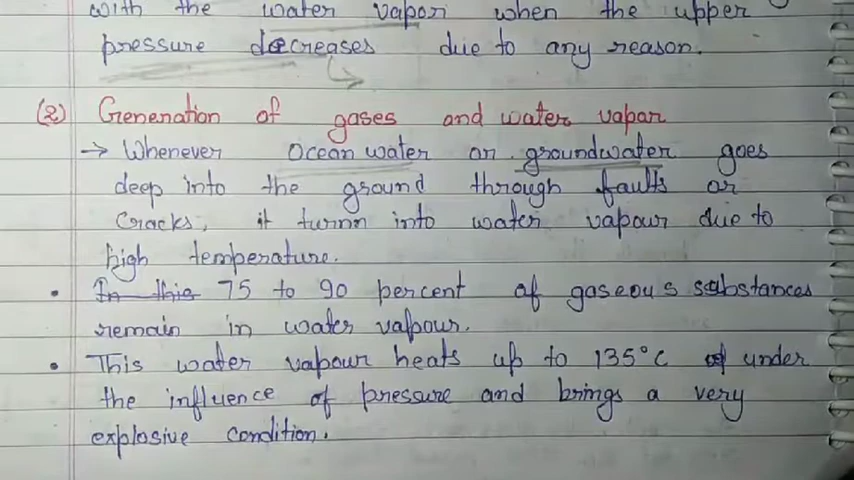 with the water vapor when the upper
pressure decreases due to any reason.
(2) Generation of gases and water vapar
→ Whenever ocean water or groundwater goes
deep into the ground through faults or
cracks, it turnn into water vapour due to
high temperature.
• In this 75 to 90 percent of gaseous substances
remain in water vapour.
• This water vapour heats up to 135°C of under
the influence of pressure and brings a very
explosive condition.